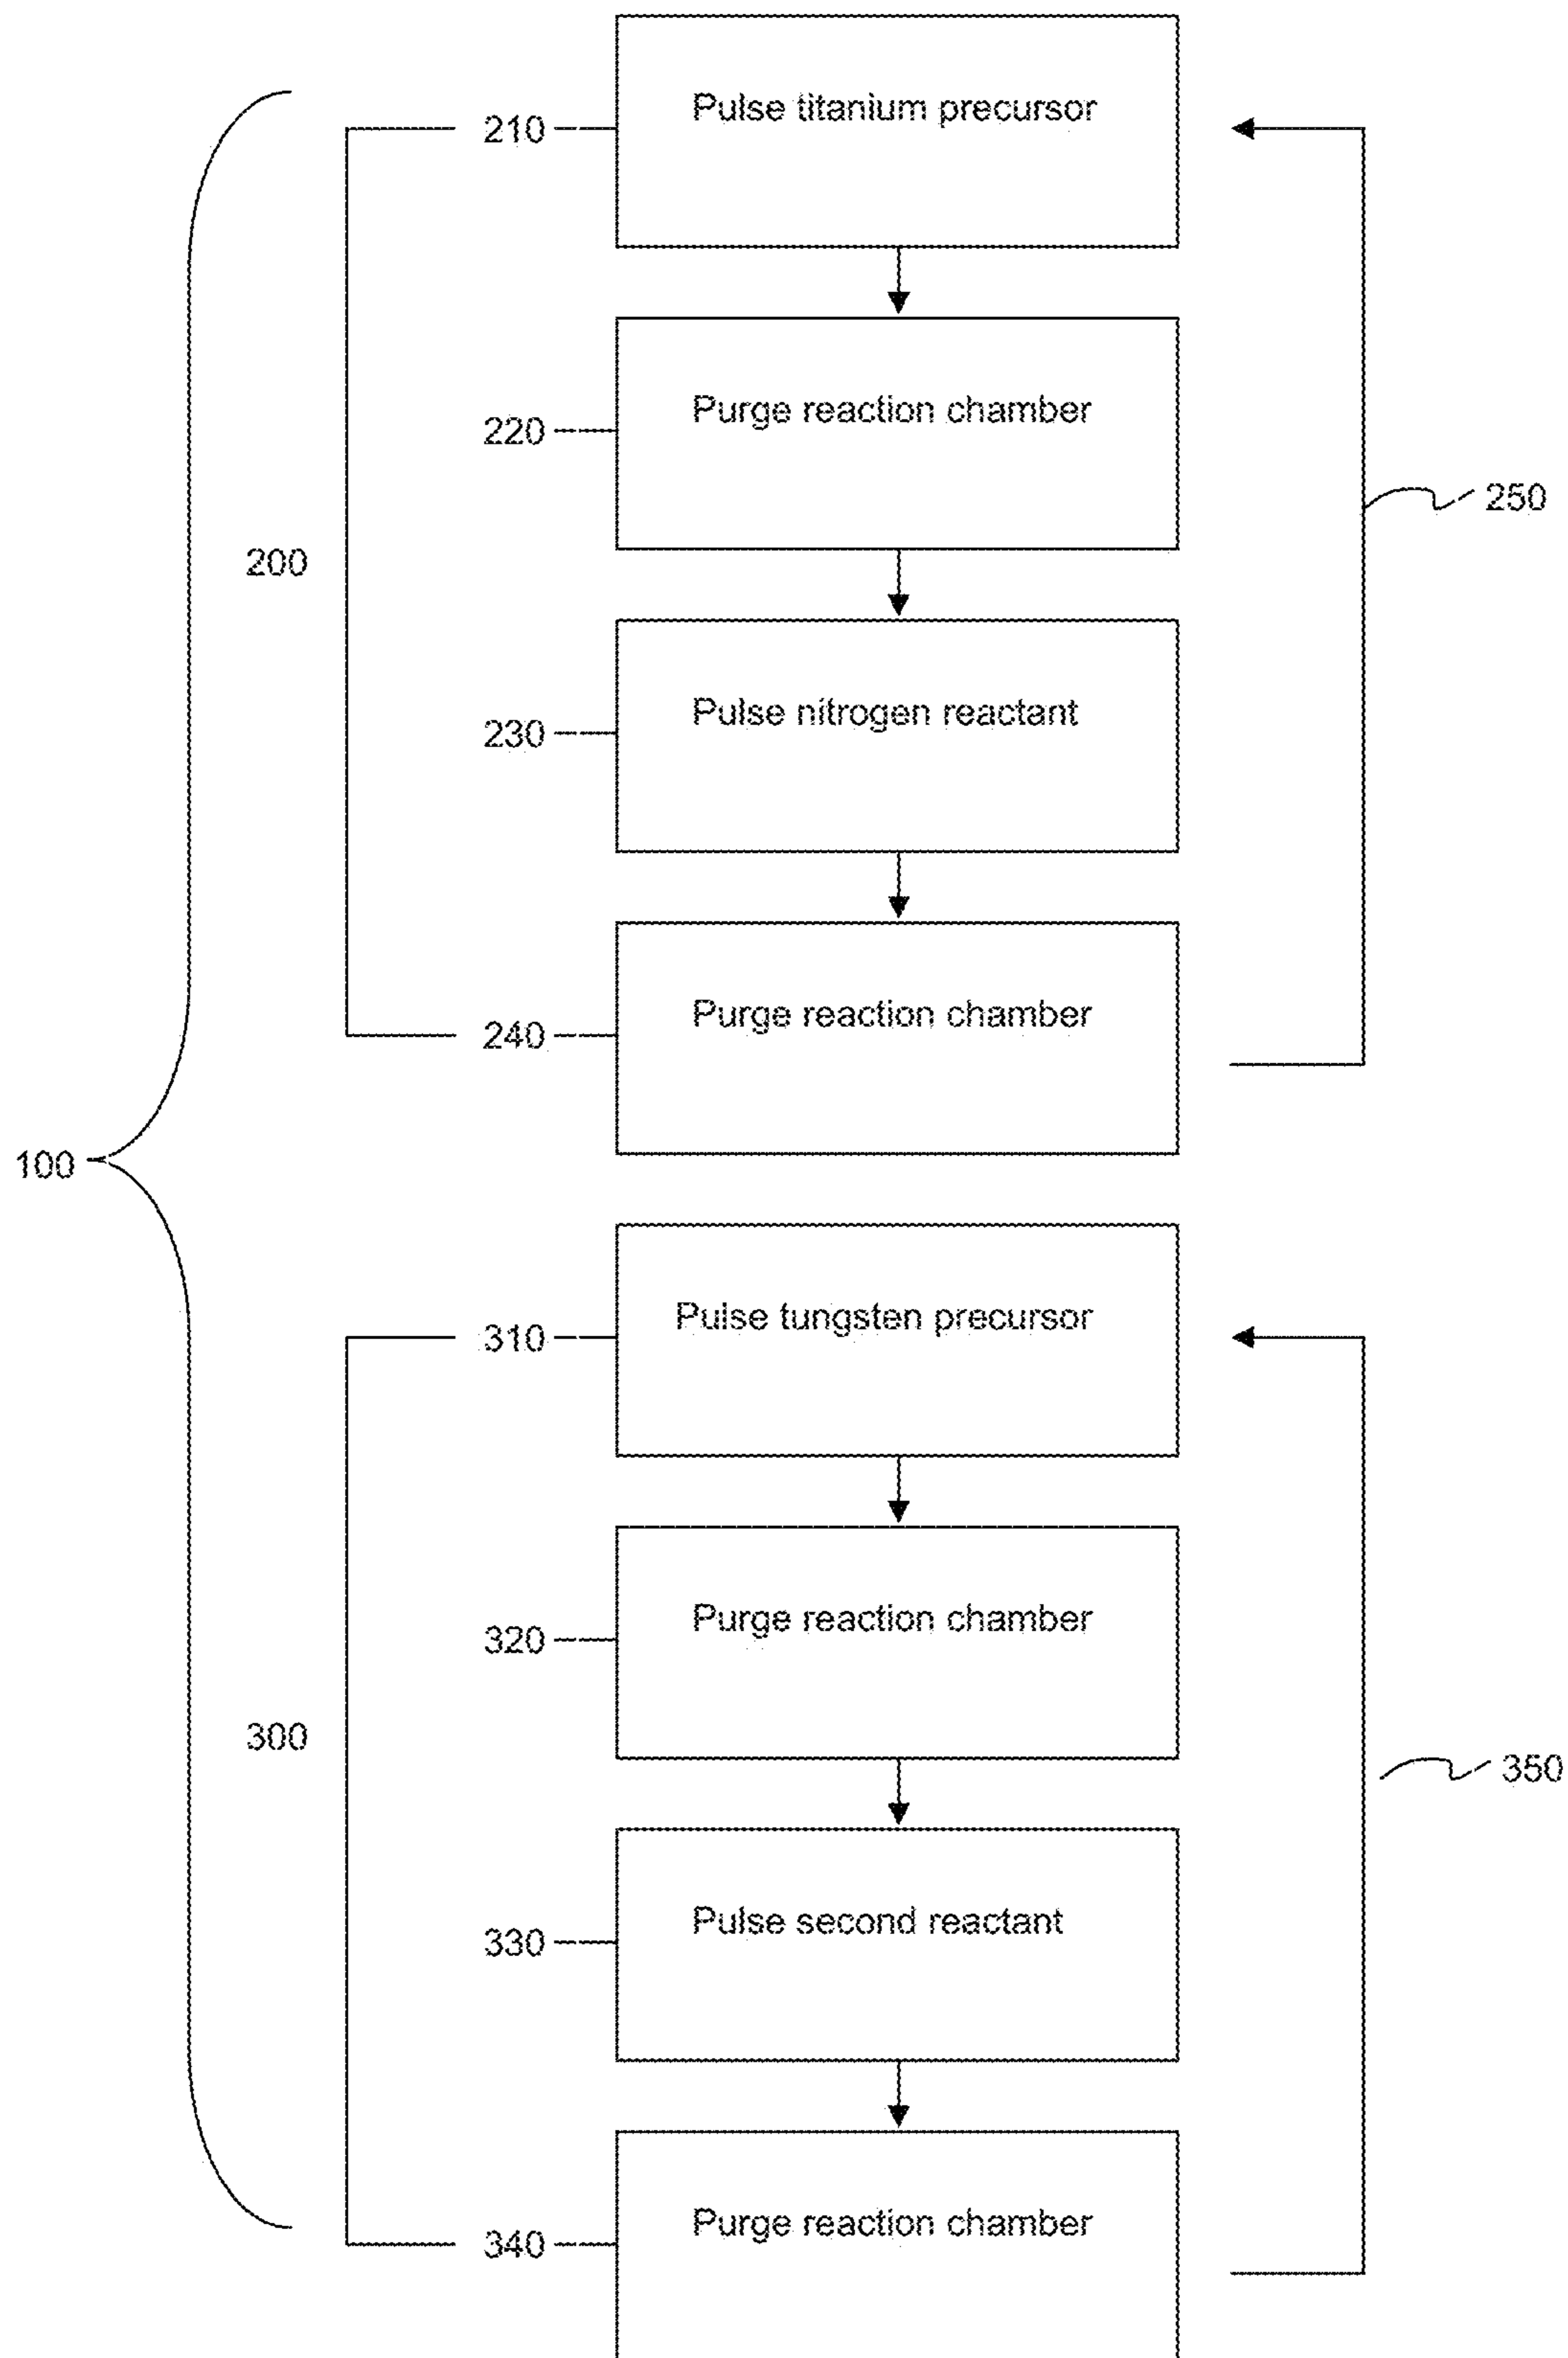 Pulse titanium precursor
210
Purge reaction chamber
220
250
200
Pulse nitrogen reactant
230
Purge reaction chamber
240
100
Pulse tungsten precursor
310
Purge reaction chamber
320
300
350
Pulse second reactant
330
Purge reaction chamber
340